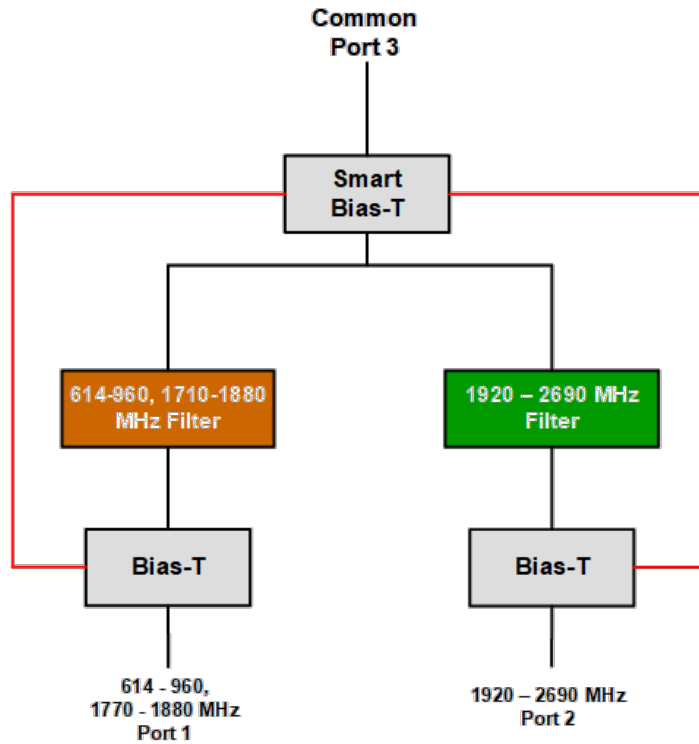 Common
Port 3
Smart
Bias-T
614-960, 1710-1880
MHz Filter
1920 – 2690 MHz
Filter
Bias-T
Bias-T
614 - 960,
1770 - 1880 MHz
Port 1
1920 – 2690 MHz
Port 2